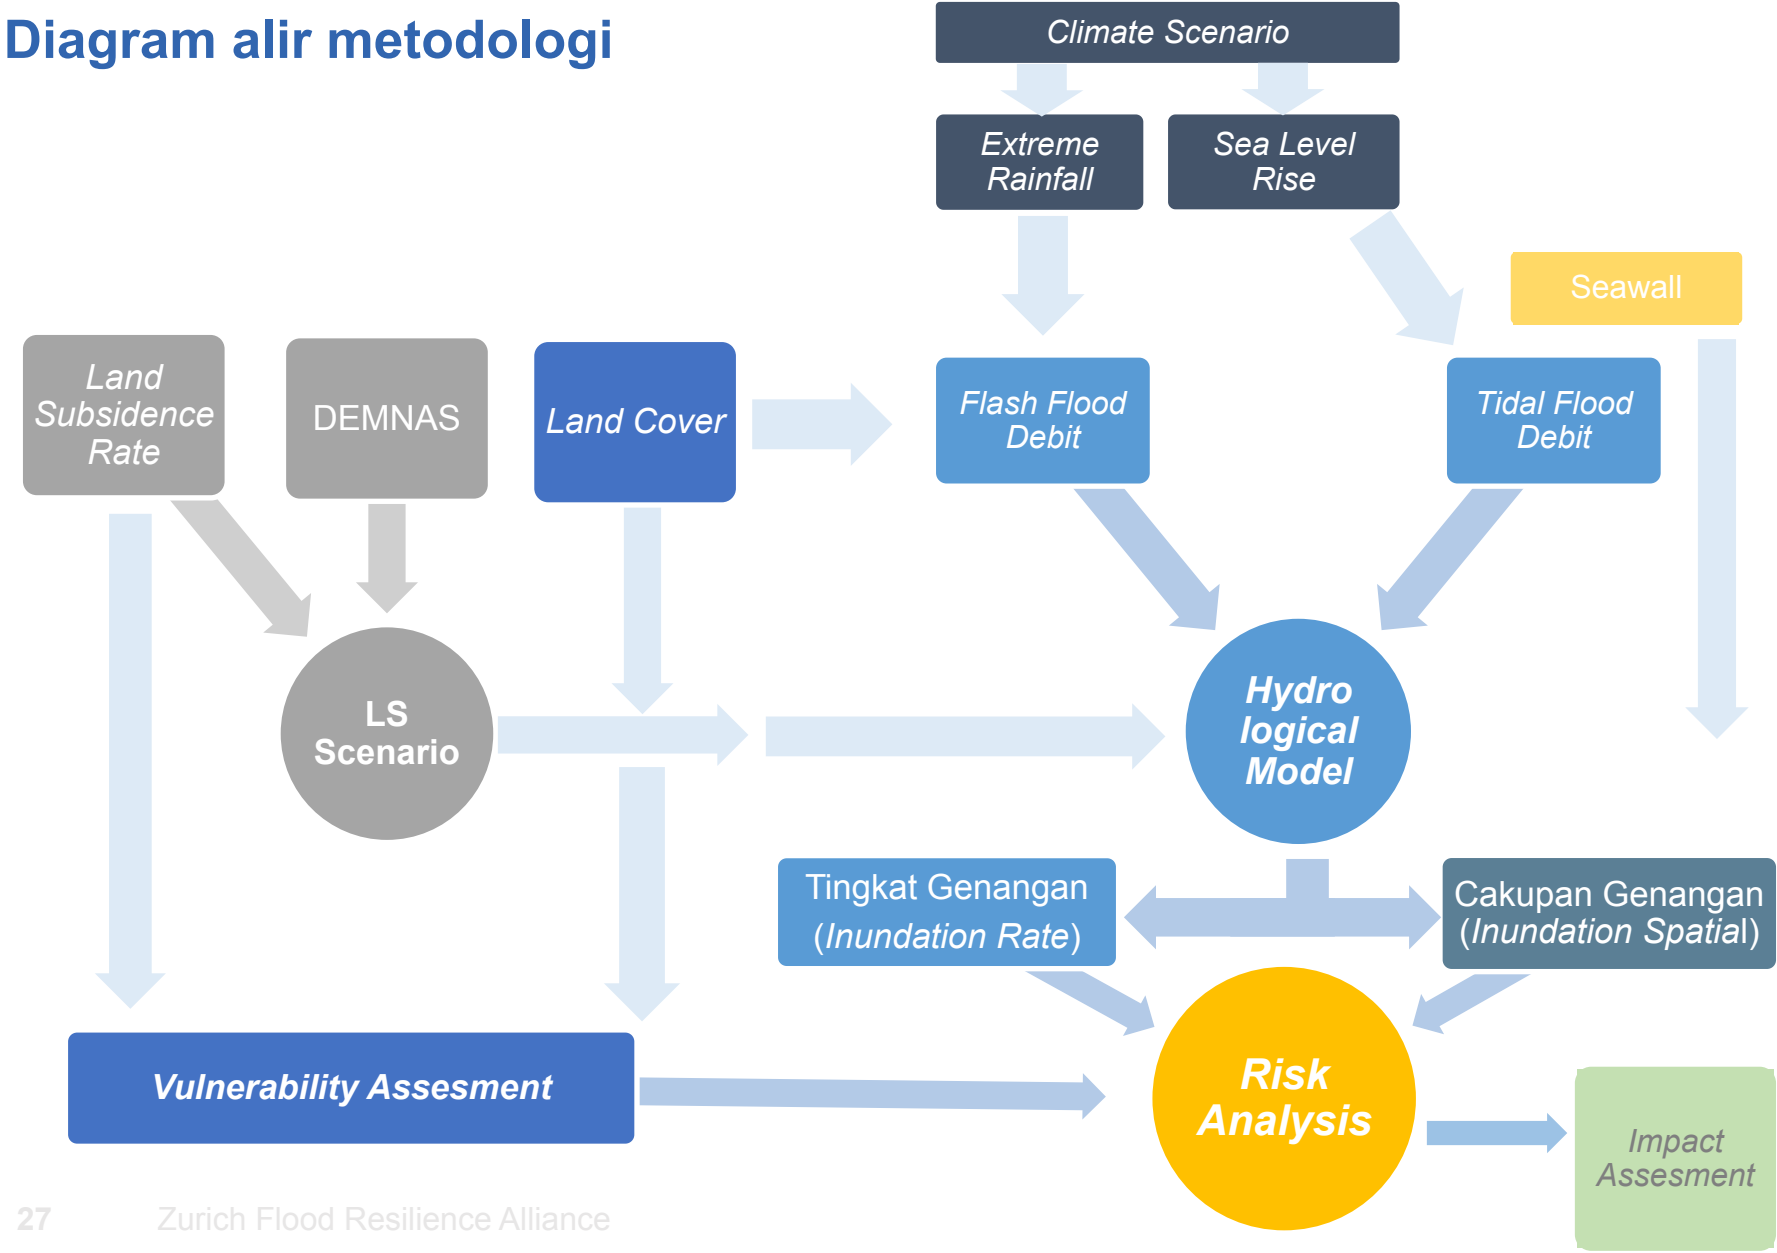 Diagram alir metodologi
Climate Scenario
Extreme
Rainfall
Sea Level
Rise
Seawall
Land
Subsidence
Rate
DEMNAS
Land Cover
Flash Flood
Debit
Tidal Flood
Debit
LS
Scenario
Hydro
logical
Model
Tingkat Genangan
(Inundation Rate)
Cakupan Genangan
(Inundation Spatial)
Vulnerability Assesment
Risk
Analysis
Impact
Assesment
27 Zurich Flood Resilience Alliance